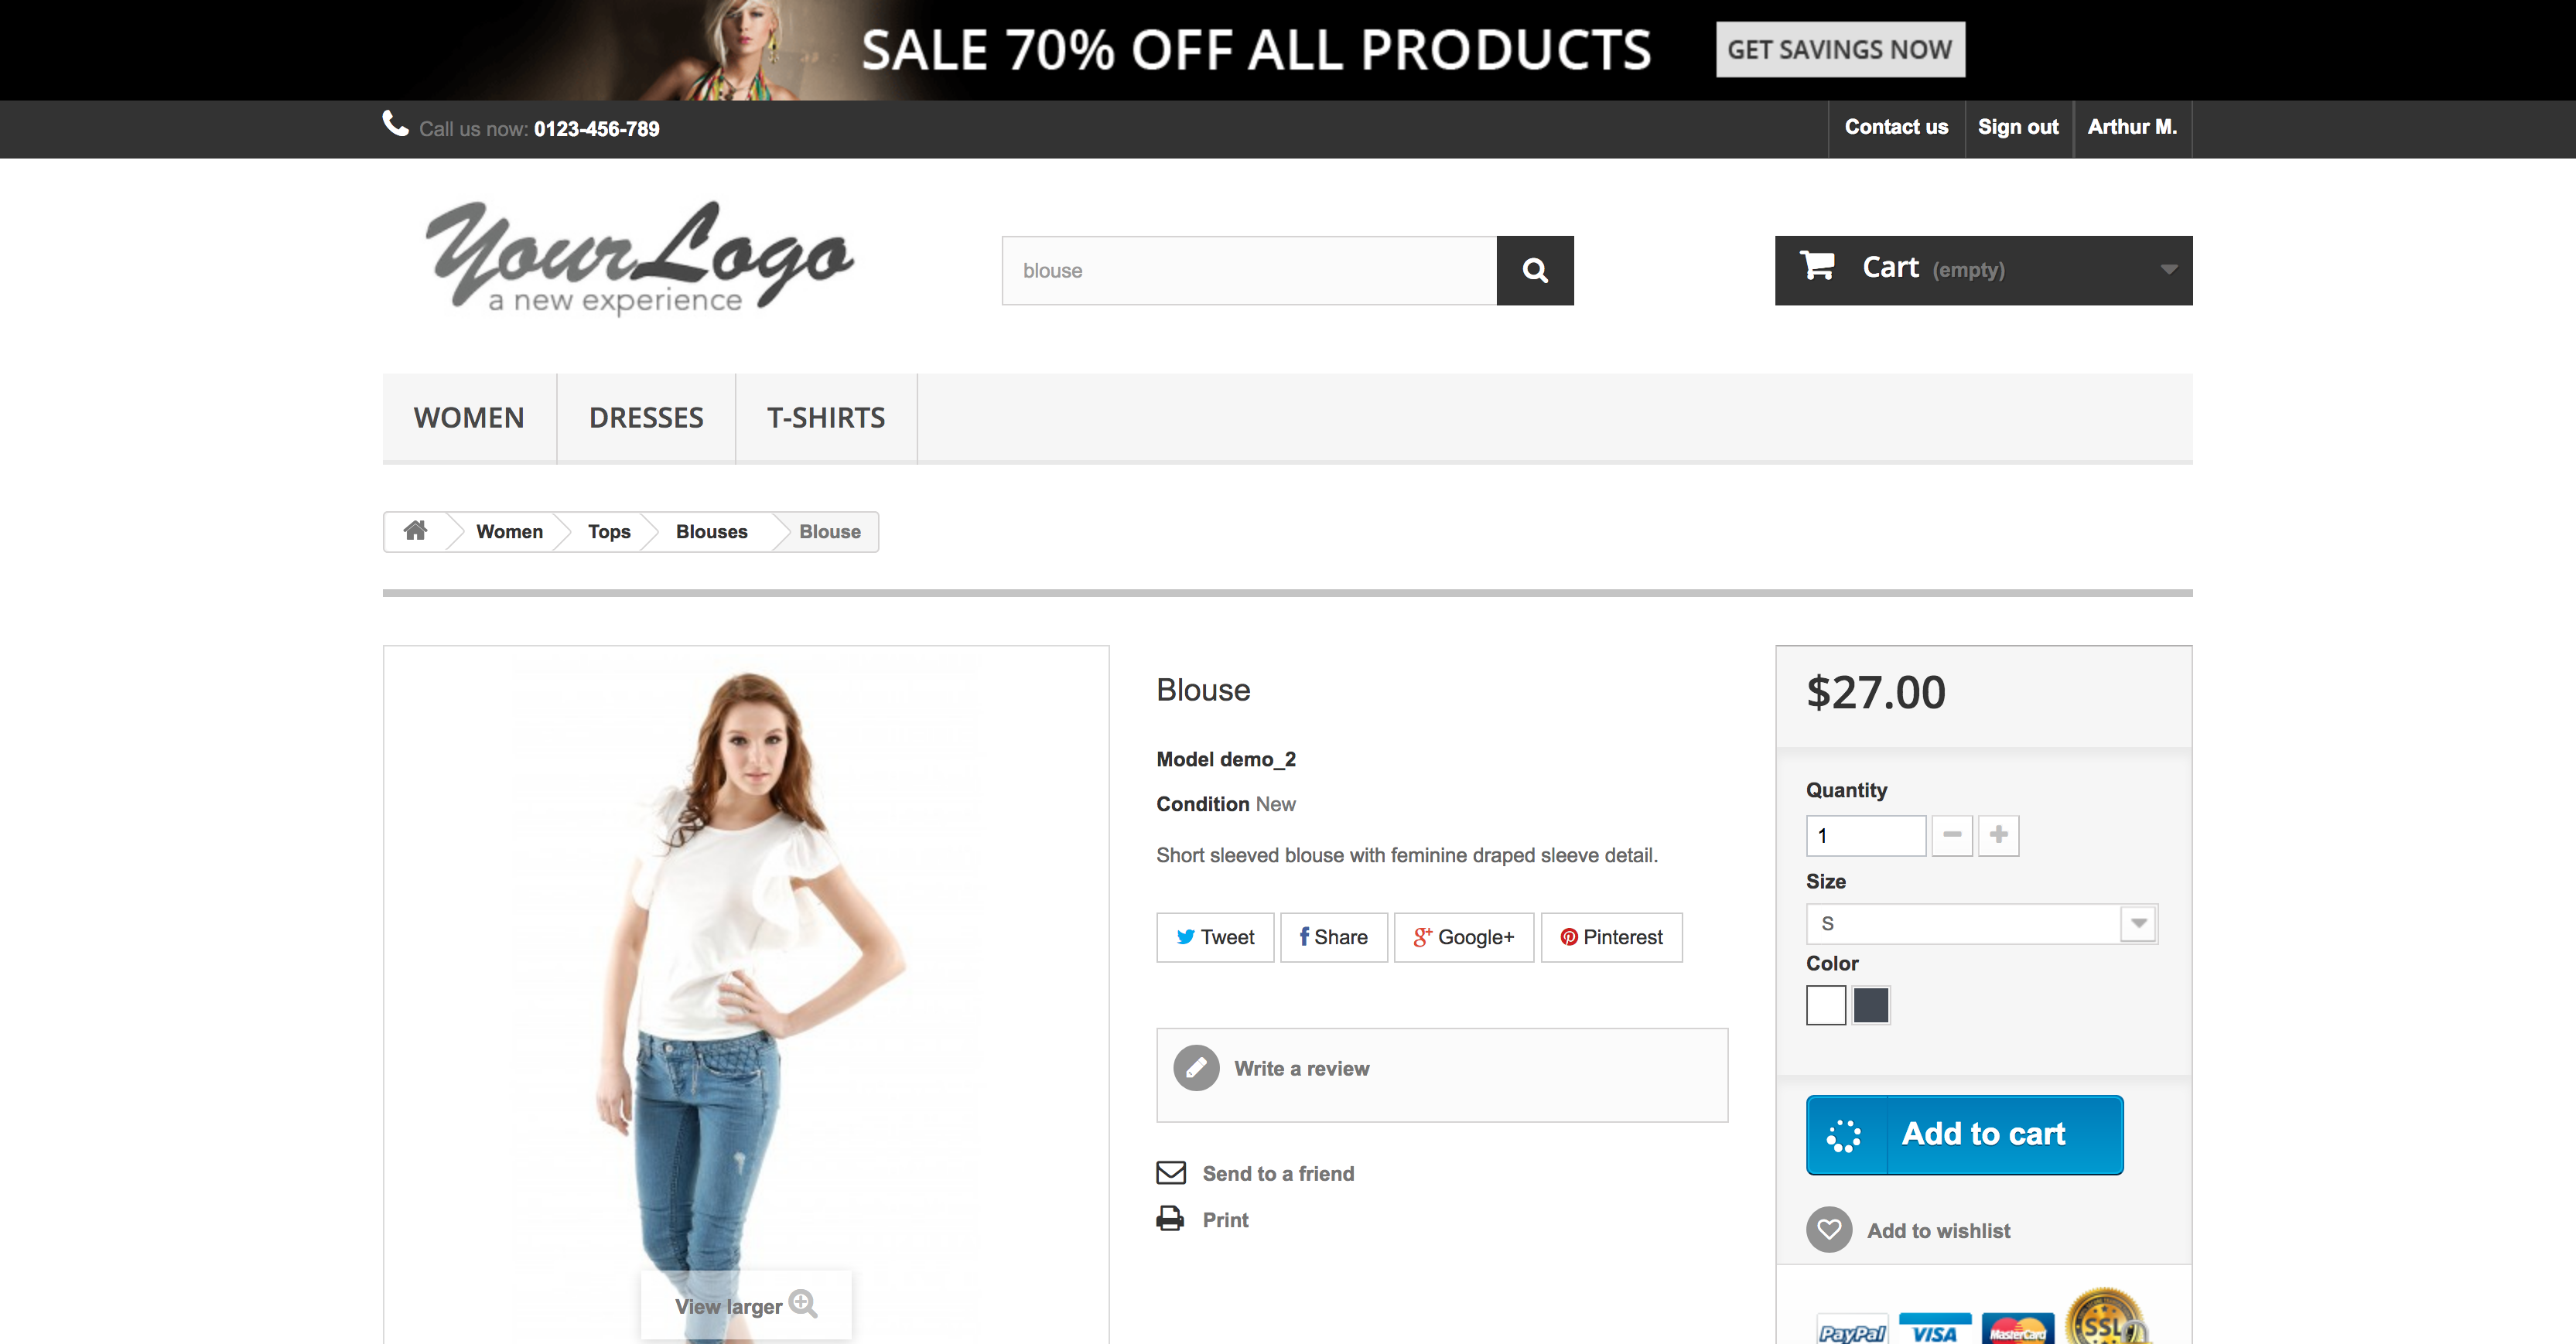 SALE 70% OFF ALL PRODUCTS GET SAVINGS NOW
Call us now: 0123-456-789
Contact us Sign out Arthur M.
YourLogo
a new experience
blouse
Cart (empty)
WOMEN DRESSES T-SHIRTS
Women Tops Blouses Blouse
Blouse
Model demo_2
Condition New
Short sleeved blouse with feminine draped sleeve detail.
Tweet Share Google+ Pinterest
Write a review
Send to a friend
Print
View larger
$27.00
Quantity
1
Size
S
Color
Add to cart
Add to wishlist
PayPal VISA MasterCard SSL